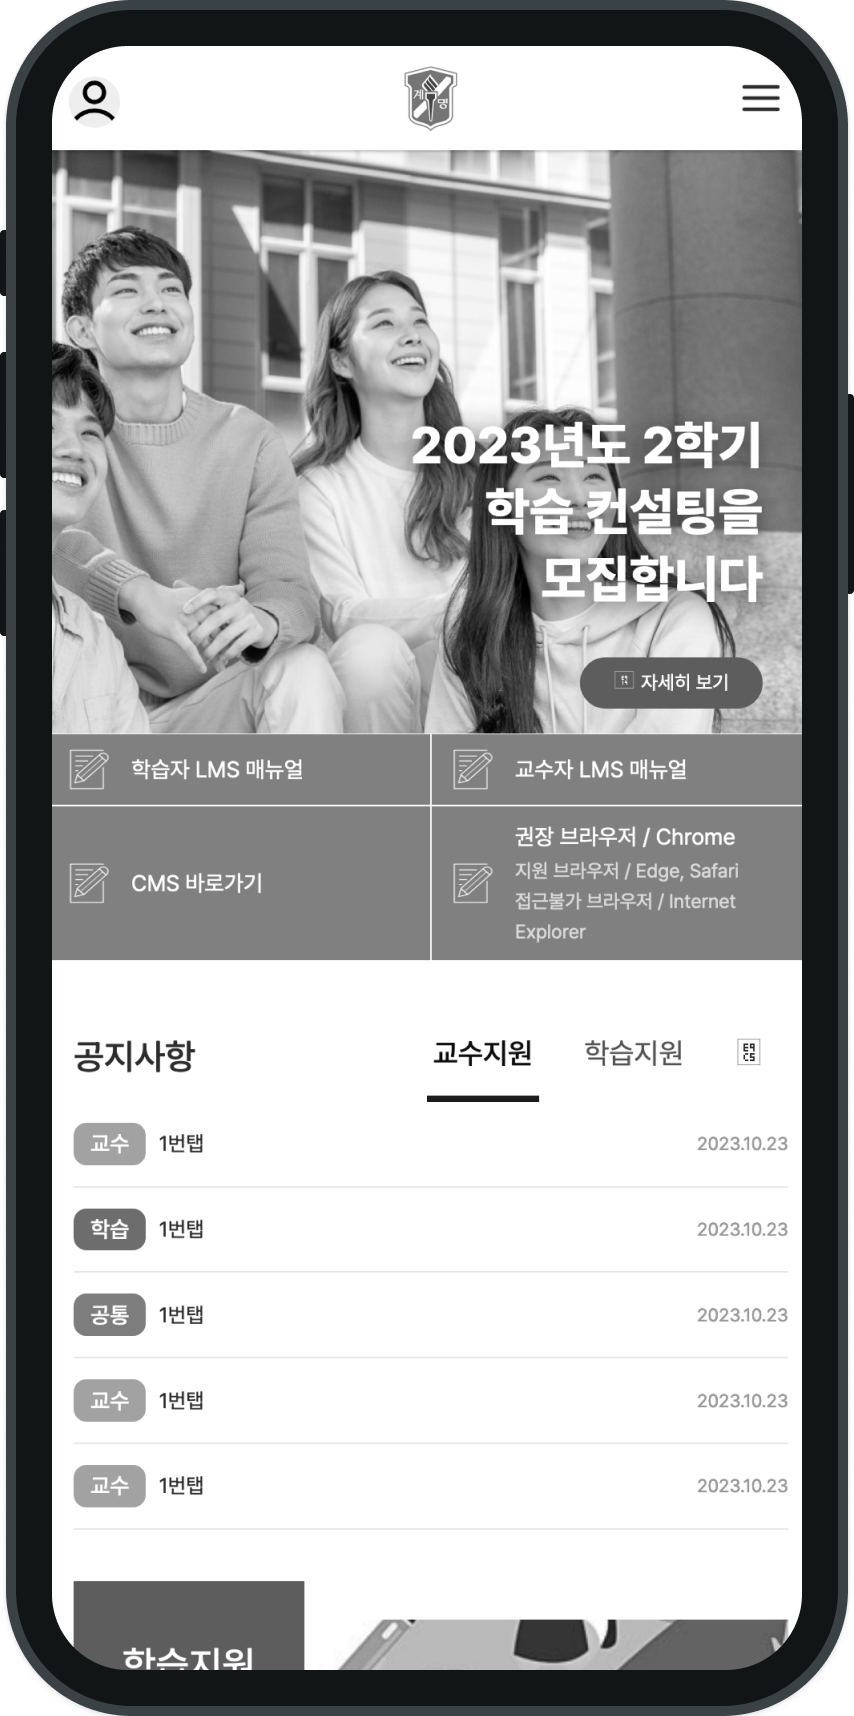 계명
2023년도 2학기
학습 컨설팅을
모집합니다
자세히 보기
학습자 LMS 매뉴얼
교수자 LMS 매뉴얼
CMS 바로가기
권장 브라우저 / Chrome
지원 브라우저 / Edge, Safari
접근불가 브라우저 / Internet
Explorer
공지사항
교수지원
학습지원
E9
C5
교수 1번탭 2023.10.23
학습 1번탭 2023.10.23
공통 1번탭 2023.10.23
교수 1번탭 2023.10.23
교수 1번탭 2023.10.23
학습지원